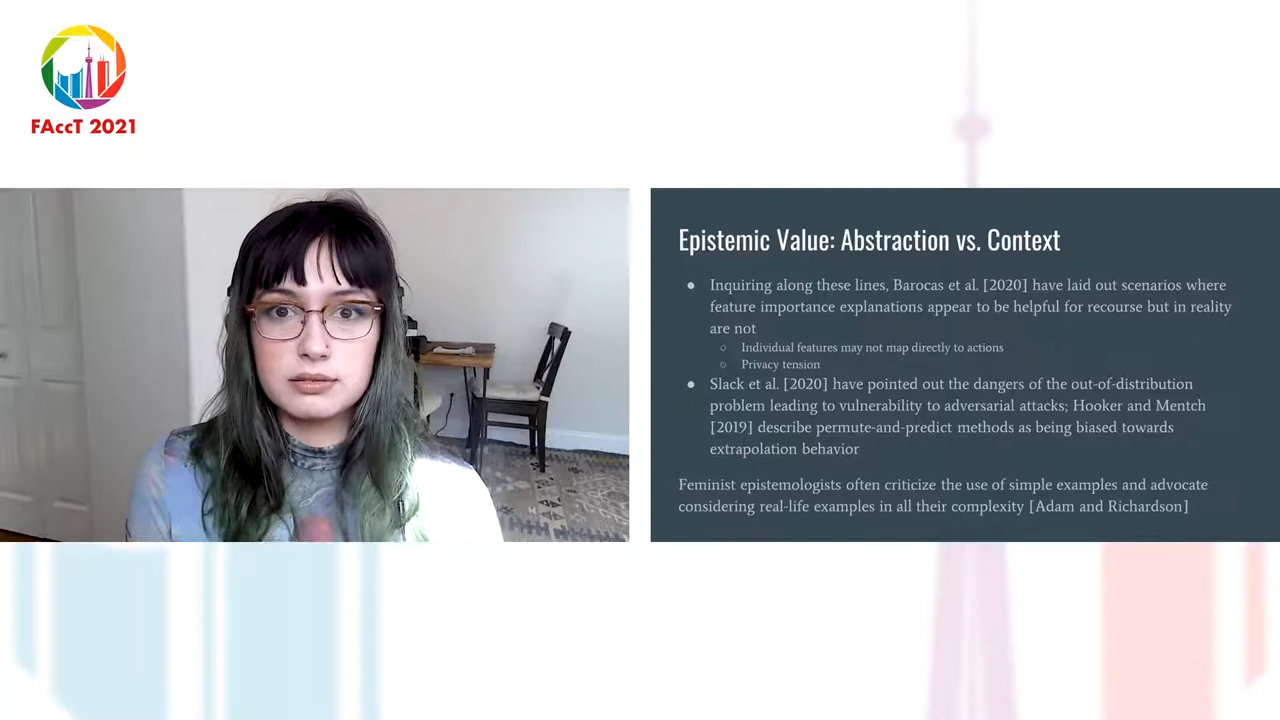 FAccT 2021
Epistemic Value: Abstraction vs. Context
● Inquiring along these lines, Barocas et al. [2020] have laid out scenarios where
feature importance explanations appear to be helpful for recourse but in reality
are not
○ Individual features may not map directly to actions
○ Privacy tension
● Slack et al. [2020] have pointed out the dangers of the out-of-distribution
problem leading to vulnerability to adversarial attacks; Hooker and Mentch
[2019] describe permute-and-predict methods as being biased towards
extrapolation behavior
Feminist epistemologists often criticize the use of simple examples and advocate
considering real-life examples in all their complexity [Adam and Richardson]